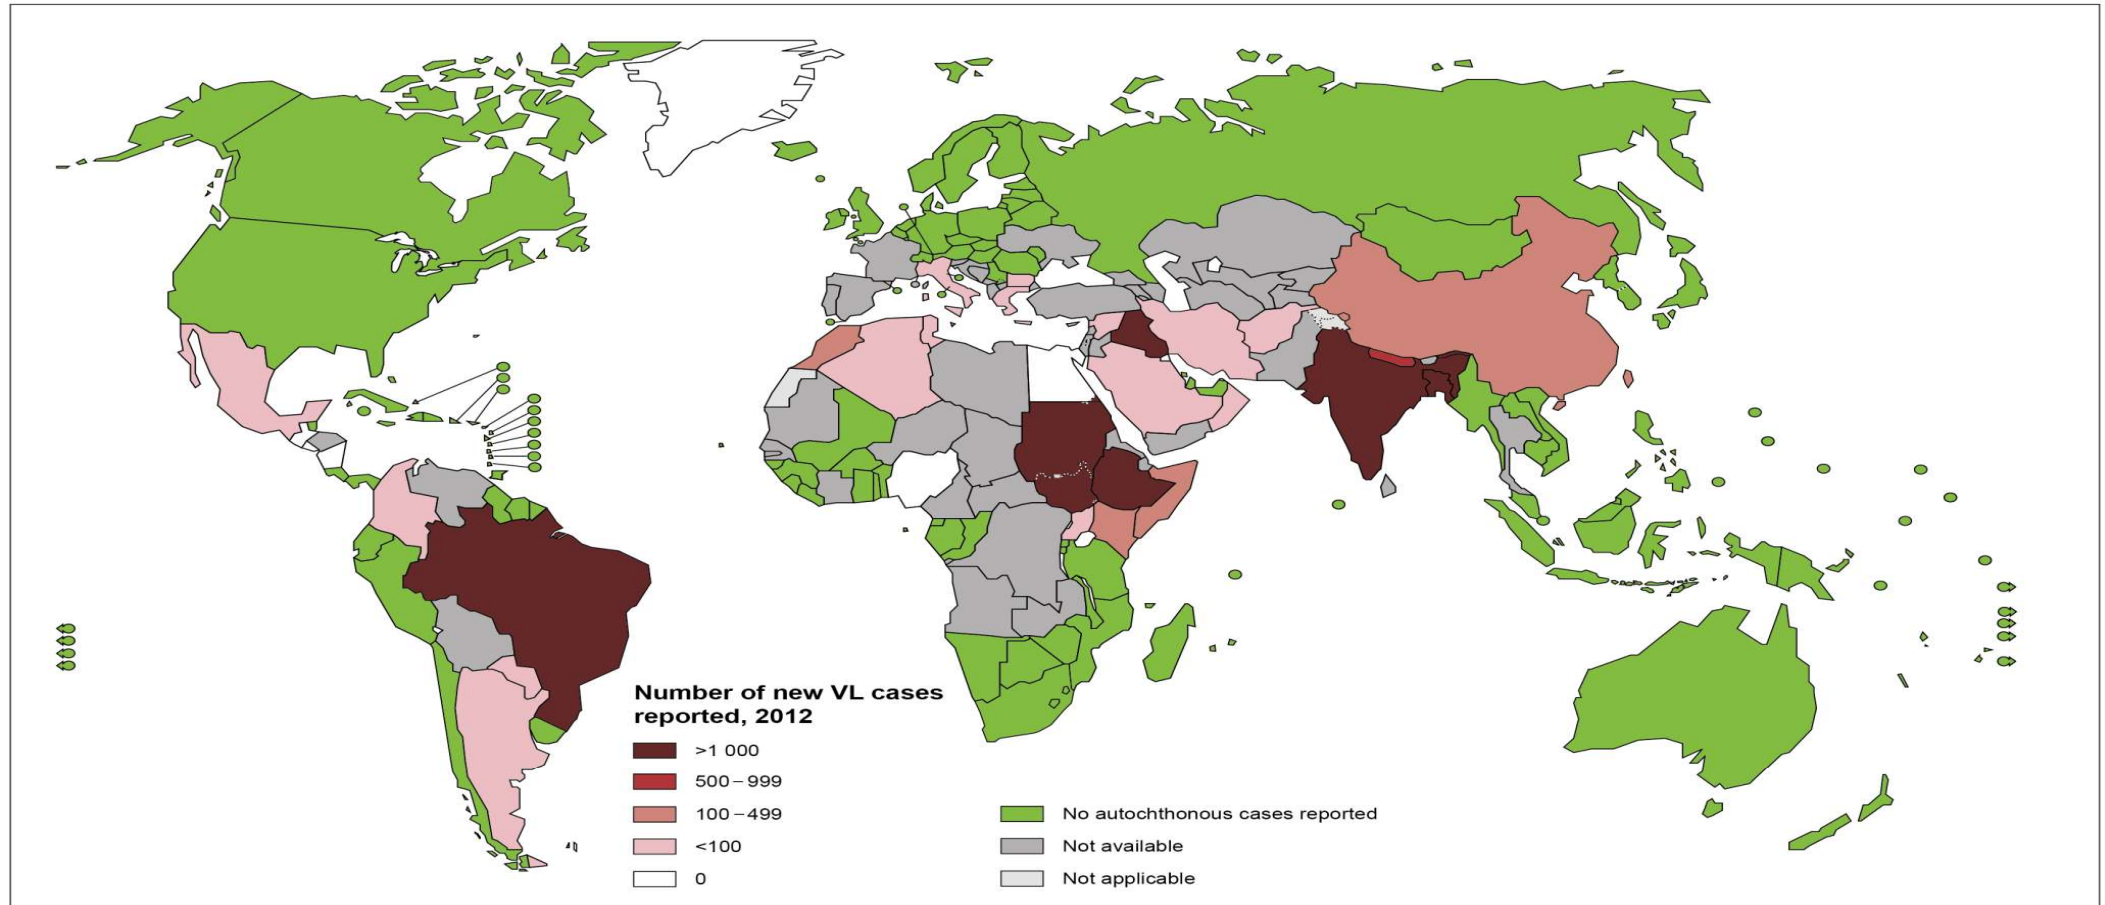 Number of new VL cases
reported, 2012
>1 000
500–999
100–499
<100
0
No autochthonous cases reported
Not available
Not applicable